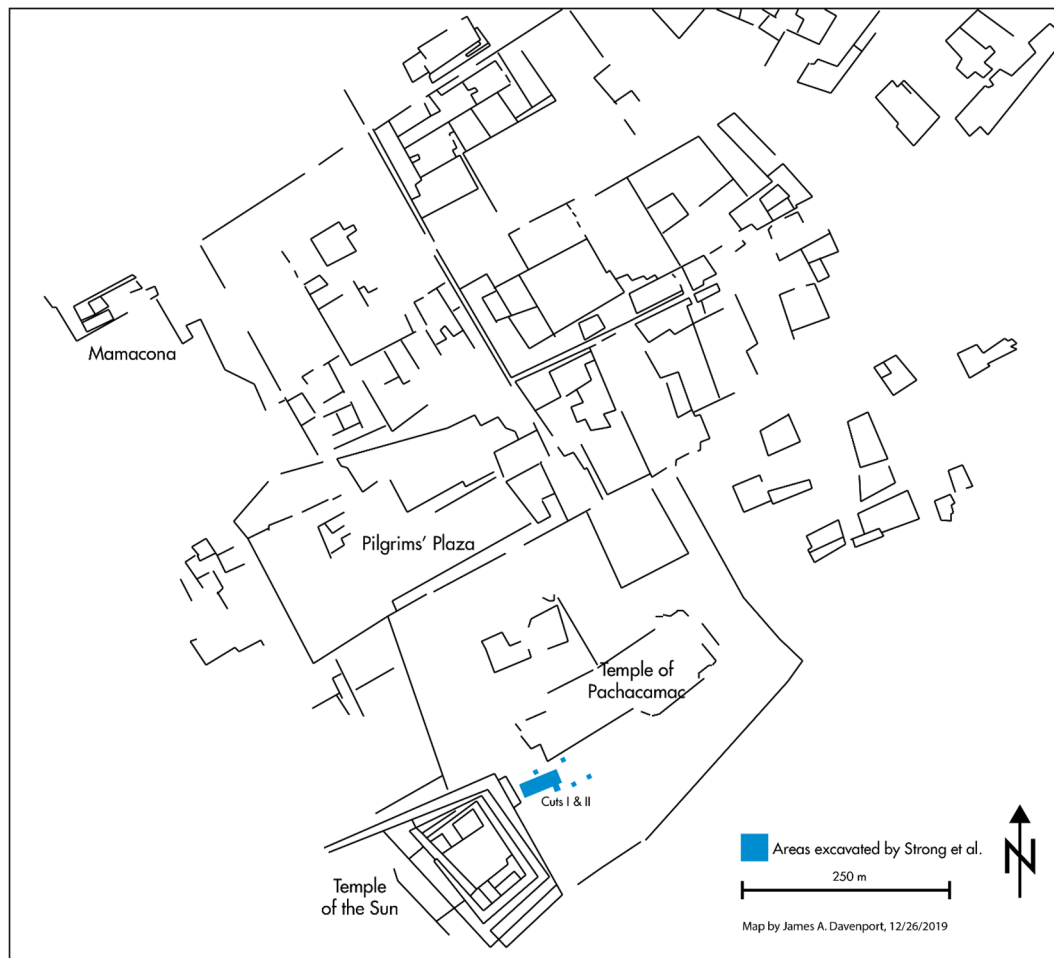 Mamacona
Pilgrims’ Plaza
Temple of
Pachacamac
Cuts I & II
Temple
of the Sun
Areas excavated by Strong et al.
250 m
N
Map by James A. Davenport, 12/26/2019